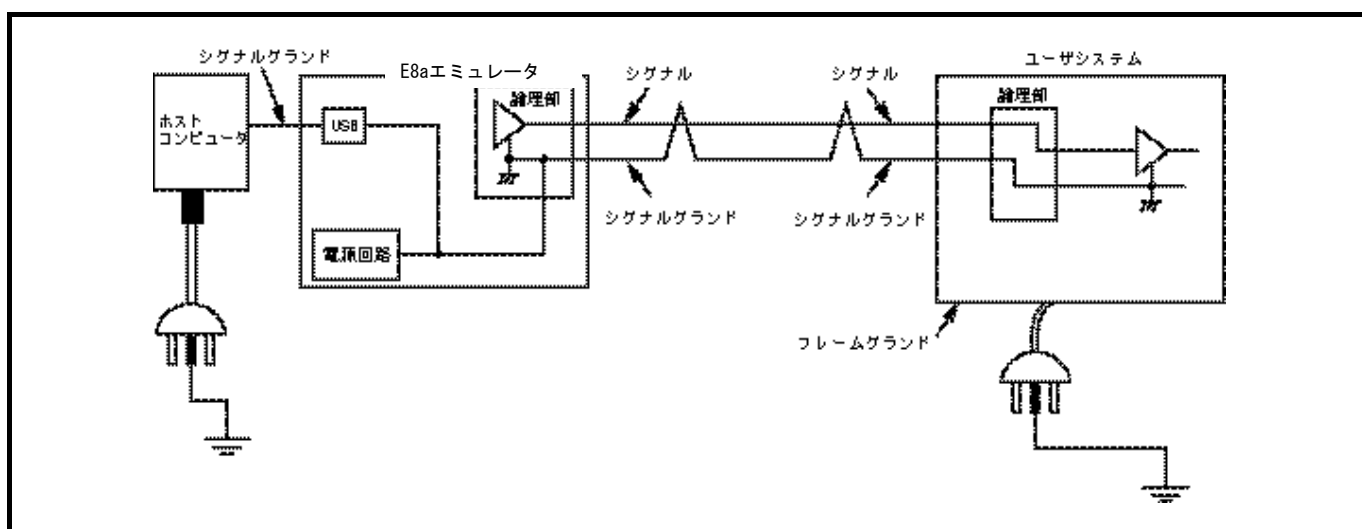 シグナルグランド
E8aエミュレータ
論理部
シグナル
シグナル
ユーザシステム
論理部
ホスト
コンピュータ
USB
シグナルグランド
シグナルグランド
電源回路
フレームグランド